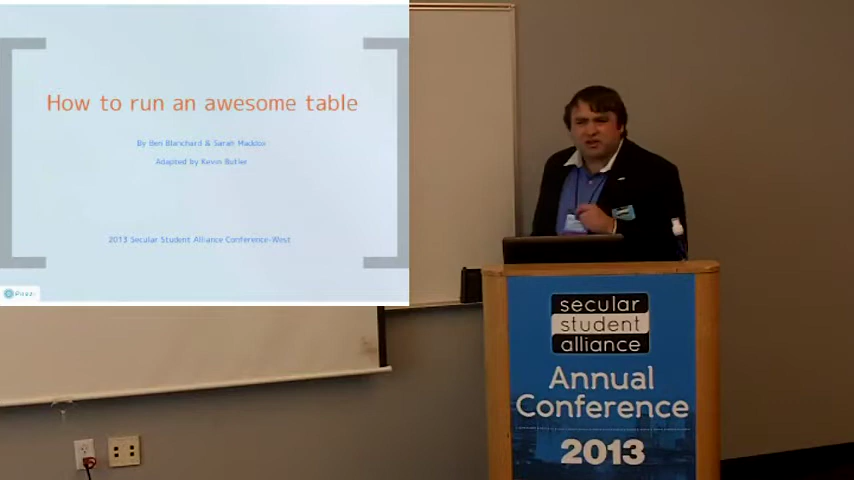 How to run an awesome table
By Ben Blanchard & Sarah Maddox
Adapted by Kevin Butler
2013 Secular Student Alliance Conference-West
Prezi
secular
student
alliance
Annual
Conference
2013